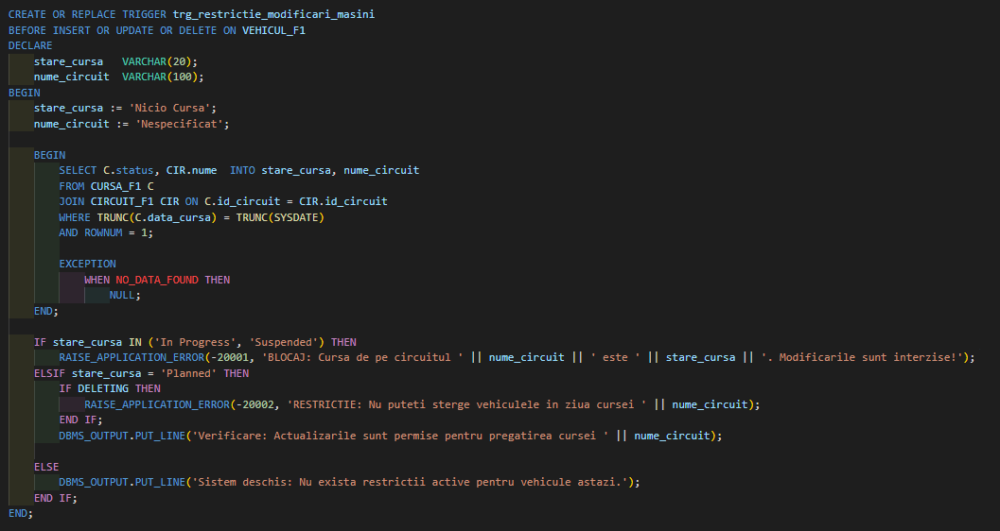 CREATE OR REPLACE TRIGGER trg_restrictie_modificari_masini
BEFORE INSERT OR UPDATE OR DELETE ON VEHICUL_F1
DECLARE
    stare_cursa   VARCHAR(20);
    nume_circuit  VARCHAR(100);
BEGIN
    stare_cursa := 'Nicio Cursa';
    nume_circuit := 'Nespecificat';

    BEGIN
        SELECT C.status, CIR.nume  INTO stare_cursa, nume_circuit
        FROM CURSA_F1 C
        JOIN CIRCUIT_F1 CIR ON C.id_circuit = CIR.id_circuit
        WHERE TRUNC(C.data_cursa) = TRUNC(SYSDATE)
        AND ROWNUM = 1;

        EXCEPTION
            WHEN NO_DATA_FOUND THEN
                NULL;
    END;

    IF stare_cursa IN ('In Progress', 'Suspended') THEN
        RAISE_APPLICATION_ERROR(-20001, 'BLOCAJ: Cursa de pe circuitul ' || nume_circuit || ' este ' || stare_cursa || '. Modificarile sunt interzise!');
    ELSIF stare_cursa = 'Planned' THEN
        IF DELETING THEN
            RAISE_APPLICATION_ERROR(-20002, 'RESTRICTIE: Nu puteti sterge vehiculele in ziua cursei ' || nume_circuit);
        END IF;
        DBMS_OUTPUT.PUT_LINE('Verificare: Actualizarile sunt permise pentru pregatirea cursei ' || nume_circuit);

    ELSE
        DBMS_OUTPUT.PUT_LINE('Sistem deschis: Nu exista restrictii active pentru vehicule astazi.');
    END IF;
END;